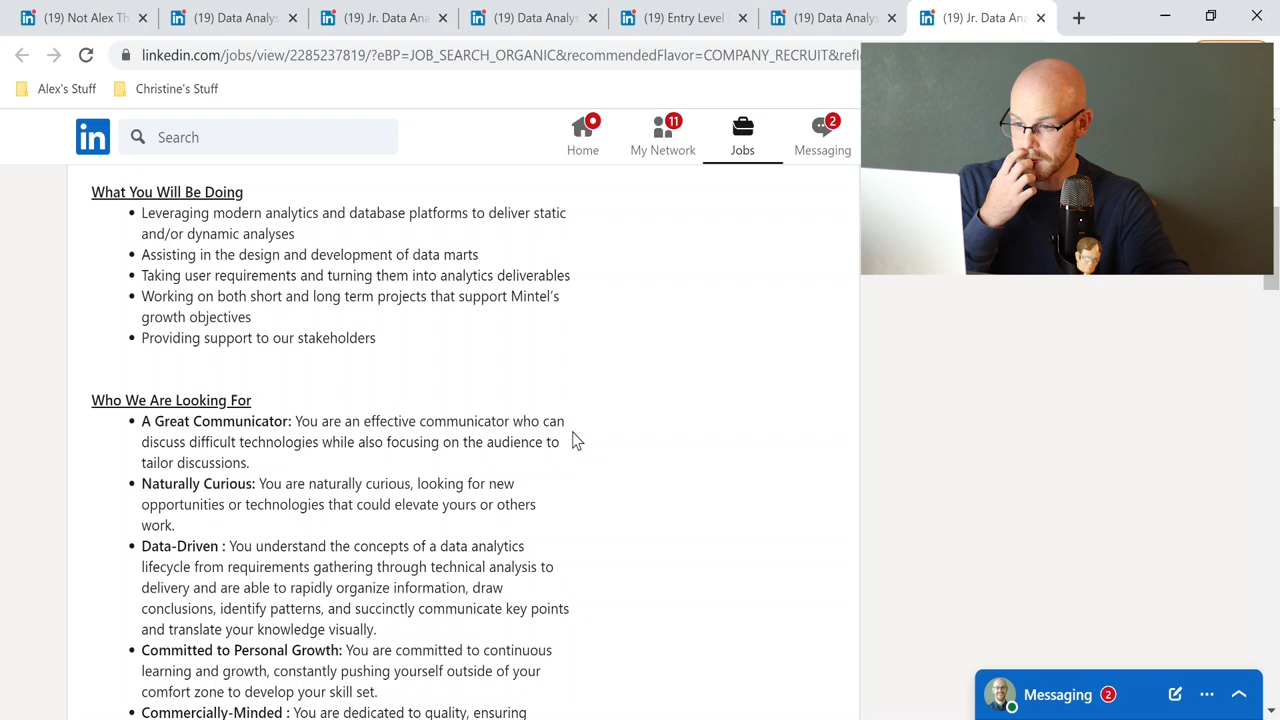 (19) Not Alex Th
(19) Data Analys
(19) Jr. Data Ana
(19) Data Analys
(19) Entry Level
(19) Data Analys
(19) Jr. Data Ana
linkedin.com/jobs/view/2285237819/?eBP=JOB_SEARCH_ORGANIC&recommendedFlavor=COMPANY_RECRUIT&refl
Alex's Stuff
Christine's Stuff
in
Search
Home
11
My Network
Jobs
2
Messaging
What You Will Be Doing
• Leveraging modern analytics and database platforms to deliver static
and/or dynamic analyses
• Assisting in the design and development of data marts
• Taking user requirements and turning them into analytics deliverables
• Working on both short and long term projects that support Mintel's
growth objectives
• Providing support to our stakeholders
Who We Are Looking For
• A Great Communicator: You are an effective communicator who can
discuss difficult technologies while also focusing on the audience to
tailor discussions.
• Naturally Curious: You are naturally curious, looking for new
opportunities or technologies that could elevate yours or others
work.
• Data-Driven : You understand the concepts of a data analytics
lifecycle from requirements gathering through technical analysis to
delivery and are able to rapidly organize information, draw
conclusions, identify patterns, and succinctly communicate key points
and translate your knowledge visually.
• Committed to Personal Growth: You are committed to continuous
learning and growth, constantly pushing yourself outside of your
comfort zone to develop your skill set.
• Commercially-Minded : You are dedicated to quality, ensuring
Messaging 2